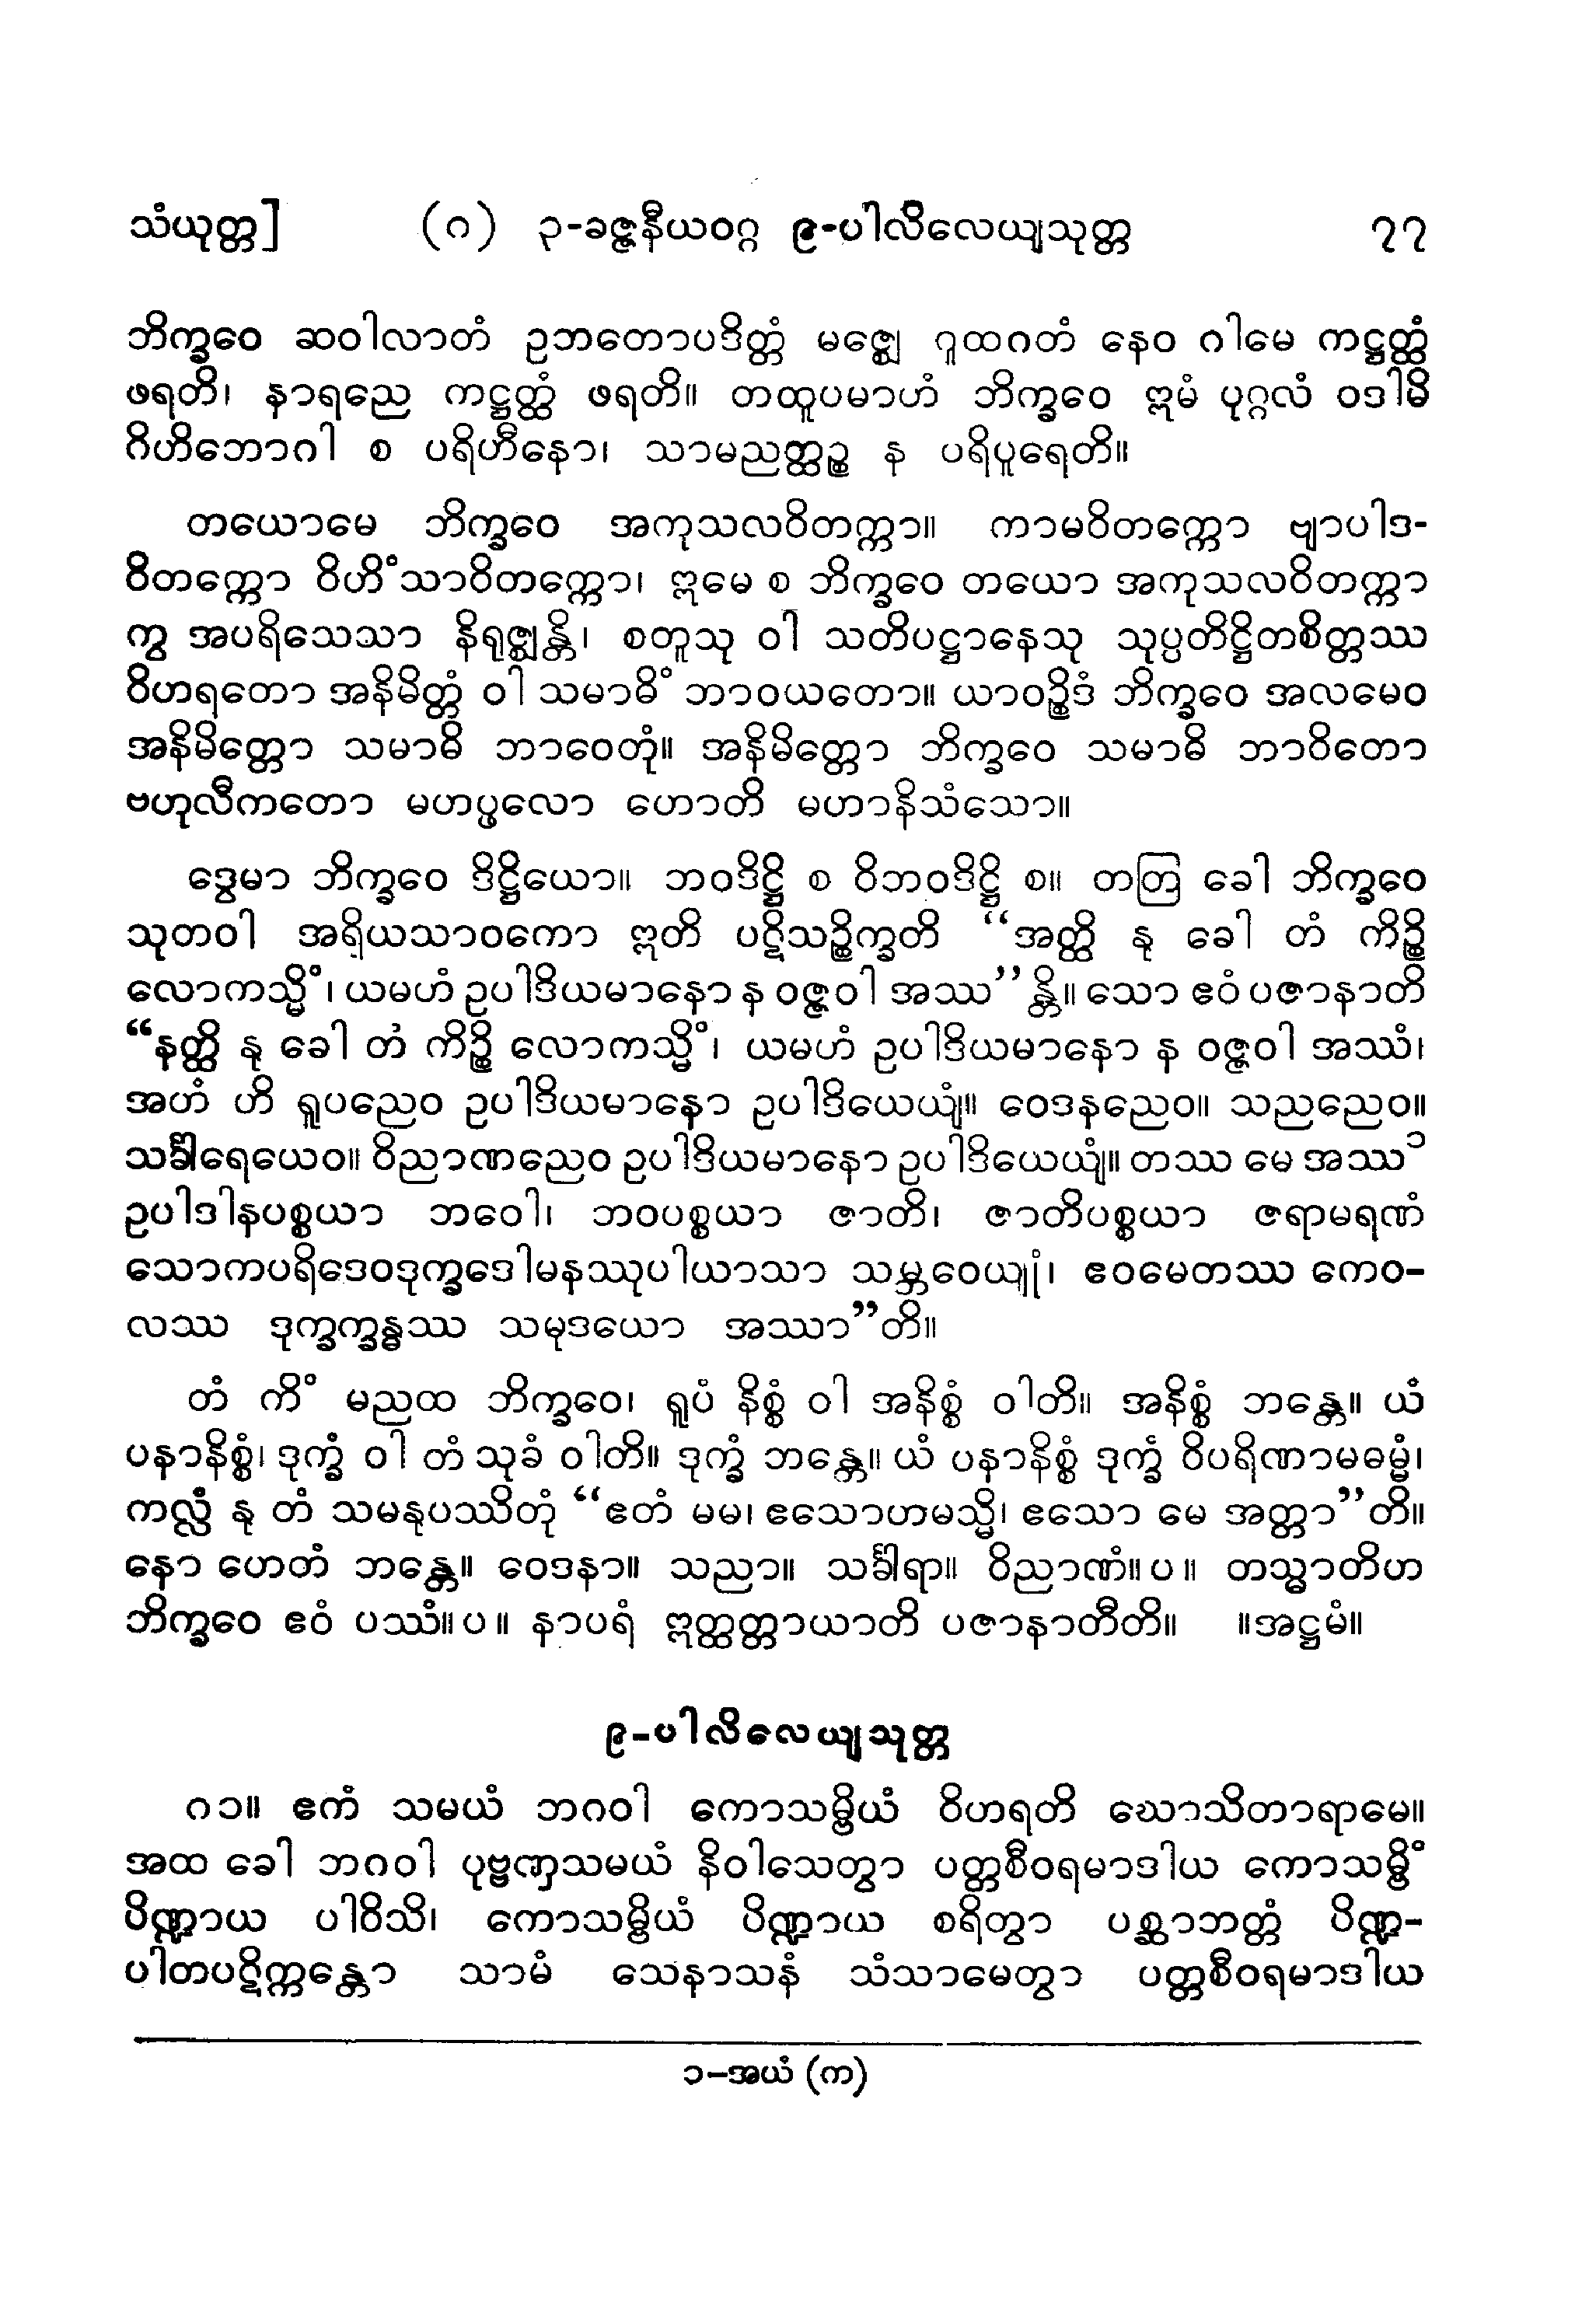 သံယုတ္တ] (၈) ၃-ခဇ္ဇနီယဝဂ္ဂ ၉-ပါလိလေယျသုတ္တ ၇၇
ဘိက္ခဝေ ဆဝါလာတံ ဥဘတောပဒိတ္တံ မဇ္ဈေ ဂူထဂတံ နေဝ ဂါမေ ကဋ္ဌတ္ထံ
ဖရတိ၊ နာရညေ ကဋ္ဌတ္ထံ ဖရတိ။ တထူပမာဟံ ဘိက္ခဝေ ဣမံ ပုဂ္ဂလံ ဝဒါမိ
ဂိဟိဘောဂါ စ ပရိဟီနော၊ သာမညတ္ထဉ္စ န ပရိပူရေတိ။
တယောမေ ဘိက္ခဝေ အကုသလဝိတက္ကာ။ ကာမဝိတက္ကော ဗျာပါဒ-
ဝိတက္ကော ဝိဟိံသာဝိတက္ကော၊ ဣမေ စ ဘိက္ခဝေ တယော အကုသလဝိတက္ကာ
ကွ အပရိသေသာ နိရုဇ္ဈန္တိ၊ စတူသု ဝါ သတိပဋ္ဌာနေသု သုပ္ပတိဋ္ဌိတစိတ္တဿ
ဝိဟရတော အနိမိတ္တံ ဝါ သမာဓိံ ဘာဝယတော။ ယာဝဉ္စိဒံ ဘိက္ခဝေ အလမေဝ
အနိမိတ္တော သမာဓိ ဘာဝေတုံ။ အနိမိတ္တော ဘိက္ခဝေ သမာဓိ ဘာဝိတော
ဗဟုလီကတော မဟပ္ဖလော ဟောတိ မဟာနိသံသော။
ဒွေမာ ဘိက္ခဝေ ဒိဋ္ဌိယော။ ဘဝဒိဋ္ဌိ စ ဝိဘဝဒိဋ္ဌိ စ။ တတြ ခေါ ဘိက္ခဝေ
သုတဝါ အရိယသာဝကော ဣတိ ပဋိသဉ္စိက္ခတိ “အတ္ထိ နု ခေါ တံ ကိဉ္စိ
လောကသ္မိံ၊ ယမဟံ ဥပါဒိယမာနော န ဝဇ္ဇဝါ အဿ”န္တိ။ သော ဧဝံ ပဇာနာတိ
“နတ္ထိ နု ခေါ တံ ကိဉ္စိ လောကသ္မိံ၊ ယမဟံ ဥပါဒိယမာနော န ဝဇ္ဇဝါ အဿံ၊
အဟံ ဟိ ရူပညေဝ ဥပါဒိယမာနော ဥပါဒိယေယျံ။ ဝေဒနညေဝ။ သညညေဝ။
သင်္ခါရေယေဝ။ ဝိညာဏညေဝ ဥပါဒိယမာနော ဥပါဒိယေယျံ။ တဿ မေ အဿ ၁
ဥပါဒါနပစ္စယာ ဘဝေါ၊ ဘဝပစ္စယာ ဇာတိ၊ ဇာတိပစ္စယာ ဇရာမရဏံ
သောကပရိဒေဝဒုက္ခဒေါမနဿုပါယာသာ သမ္ဘဝေယျုံ၊ ဧဝမေတဿ ကေဝ-
လဿ ဒုက္ခက္ခန္ဓဿ သမုဒယော အဿာ”တိ။
တံ ကိံ မညထ ဘိက္ခဝေ၊ ရူပံ နိစ္စံ ဝါ အနိစ္စံ ဝါတိ။ အနိစ္စံ ဘန္တေ။ ယံ
ပနာနိစ္စံ၊ ဒုက္ခံ ဝါ တံ သုခံ ဝါတိ။ ဒုက္ခံ ဘန္တေ။ ယံ ပနာနိစ္စံ ဒုက္ခံ ဝိပရိဏာမဓမ္မံ၊
ကလ္လံ နု တံ သမနုပဿိတုံ “ဧတံ မမ၊ ဧသောဟမသ္မိ၊ ဧသော မေ အတ္တာ”တိ။
နော ဟေတံ ဘန္တေ။ ဝေဒနာ။ သညာ။ သင်္ခါရာ။ ဝိညာဏံ။ ပ ။ တသ္မာတိဟ
ဘိက္ခဝေ ဧဝံ ပဿံ။ ပ ။ နာပရံ ဣတ္ထတ္တာယာတိ ပဇာနာတီတိ။ ။အဋ္ဌမံ။
၉-ပါလိလေယျသုတ္တ
၈၁။ ဧကံ သမယံ ဘဂဝါ ကောသမ္ဗိယံ ဝိဟရတိ ဃောသိတာရာမေ။
အထ ခေါ ဘဂဝါ ပုဗ္ဗဏှသမယံ နိဝါသေတွာ ပတ္တစီဝရမာဒါယ ကောသမ္ဗိံ
ပိဏ္ဍာယ ပါဝိသိ၊ ကောသမ္ဗိယံ ပိဏ္ဍာယ စရိတွာ ပစ္ဆာဘတ္တံ ပိဏ္ဍ-
ပါတပဋိက္ကန္တော သာမံ သေနာသနံ သံသာမေတွာ ပတ္တစီဝရမာဒါယ
၁-အယံ (က)